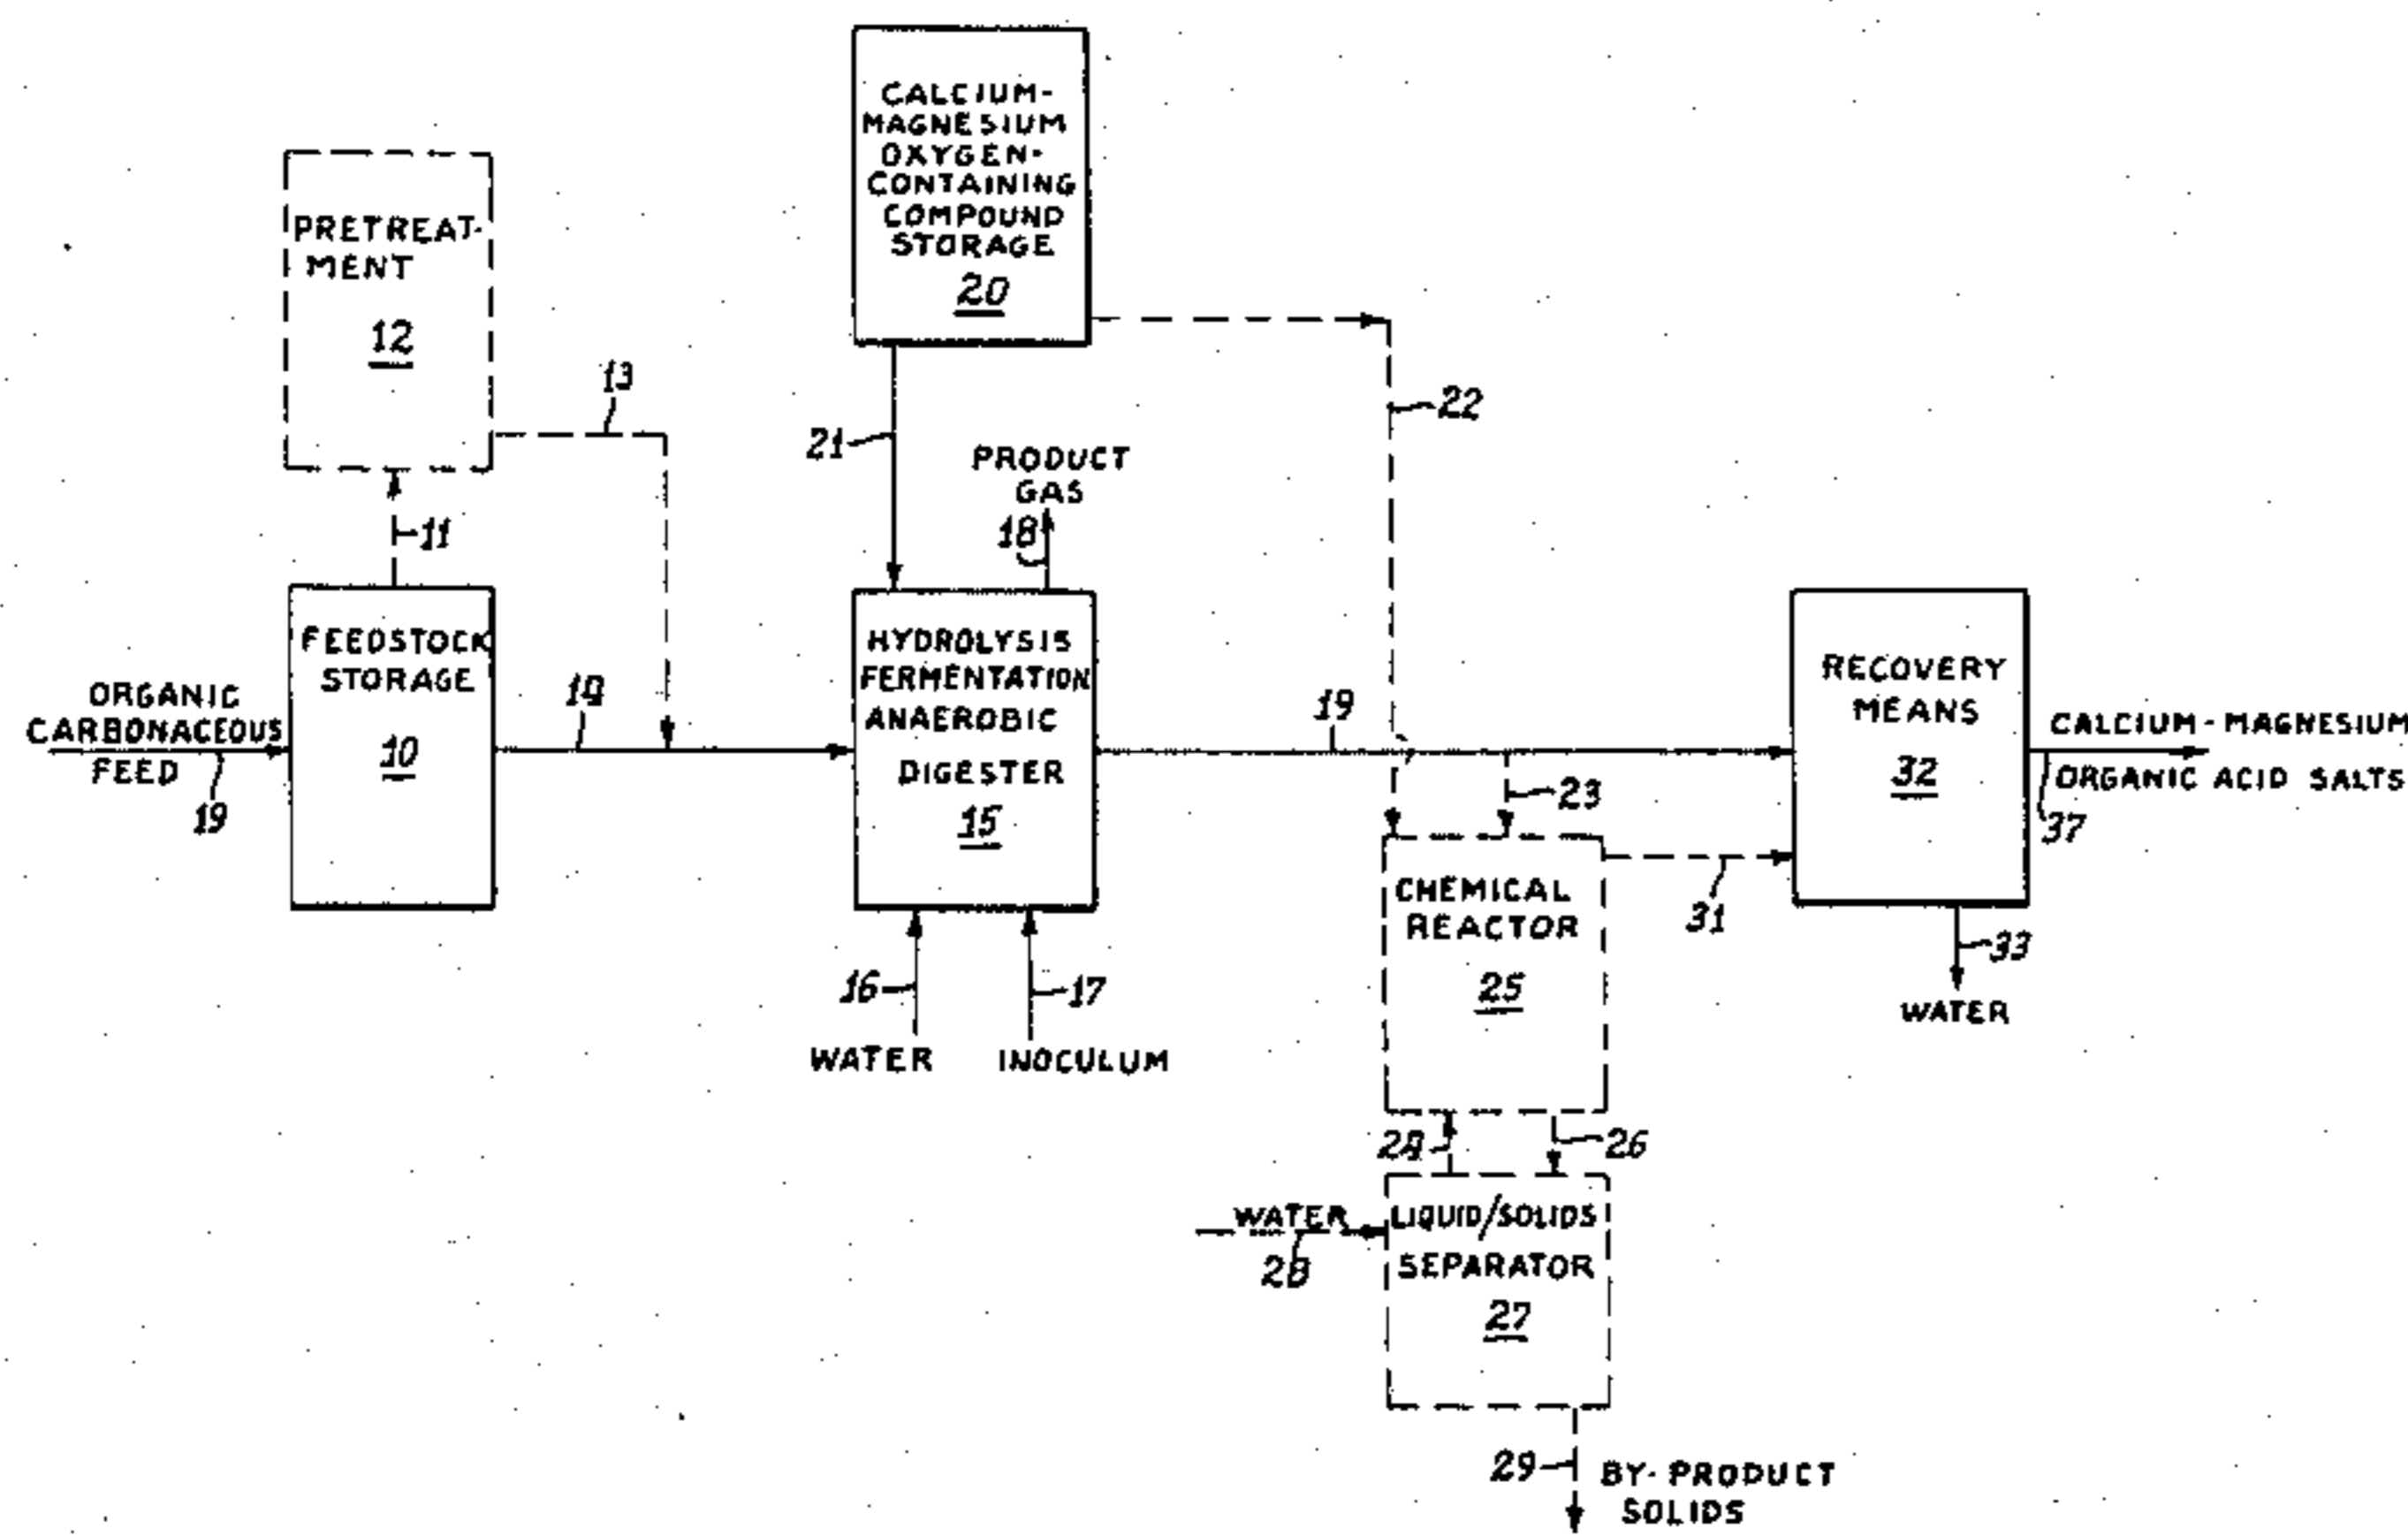 CALCIUM-
MAGNESIUM
OXYGEN-
CONTAINING
COMPOUND
STORAGE
20
PRETREAT-
MENT
12
13
22
21
PRODUCT
GAS
18
11
FEEDSTOCK
STORAGE
10
ORGANIC
CARBONACEOUS
FEED
19
19
HYDROLYSIS
FERMENTATION
ANAEROBIC
DIGESTER
15
19
RECOVERY
MEANS
32
CALCIUM-MAGNESIUM
ORGANIC ACID SALTS
37
23
CHEMICAL
REACTOR
25
31
33
WATER
16
17
WATER
INOCULUM
26
WATER
28
LIQUID/SOLIDS
SEPARATOR
27
29
BY-PRODUCT
SOLIDS